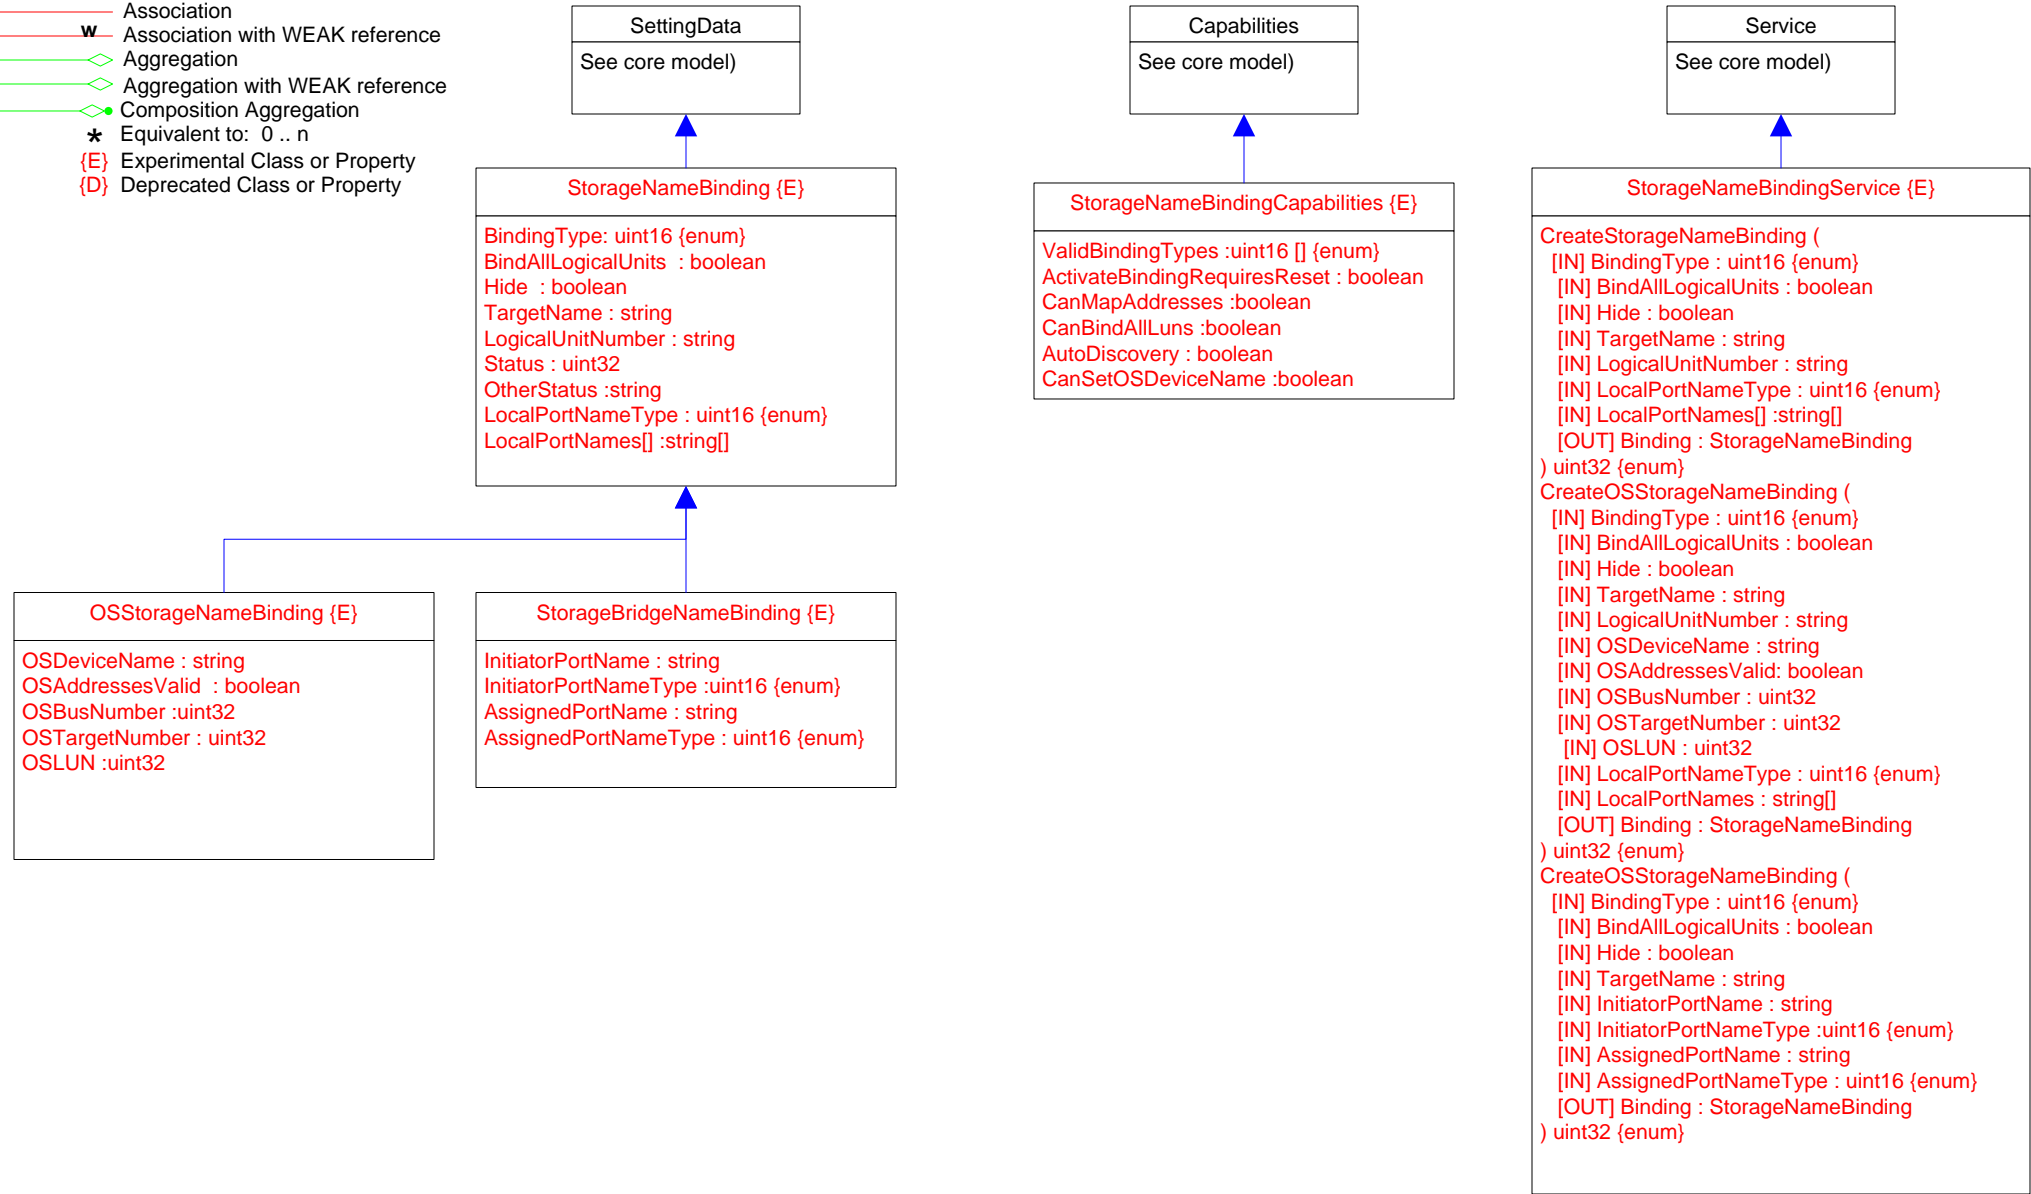 Association
w Association with WEAK reference
Aggregation
Aggregation with WEAK reference
Composition Aggregation
* Equivalent to: 0 .. n
{E} Experimental Class or Property
{D} Deprecated Class or Property
SettingData
See core model)
Capabilities
See core model)
Service
See core model)
StorageNameBinding {E}
BindingType: uint16 {enum}
BindAllLogicalUnits : boolean
Hide : boolean
TargetName : string
LogicalUnitNumber : string
Status : uint32
OtherStatus :string
LocalPortNameType : uint16 {enum}
LocalPortNames[] :string[]
StorageNameBindingCapabilities {E}
ValidBindingTypes :uint16 [] {enum}
ActivateBindingRequiresReset : boolean
CanMapAddresses :boolean
CanBindAllLuns :boolean
AutoDiscovery : boolean
CanSetOSDeviceName :boolean
StorageNameBindingService {E}
CreateStorageNameBinding (
[IN] BindingType : uint16 {enum}
[IN] BindAllLogicalUnits : boolean
[IN] Hide : boolean
[IN] TargetName : string
[IN] LogicalUnitNumber : string
[IN] LocalPortNameType : uint16 {enum}
[IN] LocalPortNames[] :string[]
[OUT] Binding : StorageNameBinding
) uint32 {enum}
CreateOSStorageNameBinding (
[IN] BindingType : uint16 {enum}
[IN] BindAllLogicalUnits : boolean
[IN] Hide : boolean
[IN] TargetName : string
[IN] LogicalUnitNumber : string
[IN] OSDeviceName : string
[IN] OSAddressesValid: boolean
[IN] OSBusNumber : uint32
[IN] OSTargetNumber : uint32
[IN] OSLUN : uint32
[IN] LocalPortNameType : uint16 {enum}
[IN] LocalPortNames : string[]
[OUT] Binding : StorageNameBinding
) uint32 {enum}
CreateOSStorageNameBinding (
[IN] BindingType : uint16 {enum}
[IN] BindAllLogicalUnits : boolean
[IN] Hide : boolean
[IN] TargetName : string
[IN] InitiatorPortName : string
[IN] InitiatorPortNameType :uint16 {enum}
[IN] AssignedPortName : string
[IN] AssignedPortNameType : uint16 {enum}
[OUT] Binding : StorageNameBinding
) uint32 {enum}
OSStorageNameBinding {E}
OSDeviceName : string
OSAddressesValid : boolean
OSBusNumber :uint32
OSTargetNumber : uint32
OSLUN :uint32
StorageBridgeNameBinding {E}
InitiatorPortName : string
InitiatorPortNameType :uint16 {enum}
AssignedPortName : string
AssignedPortNameType : uint16 {enum}